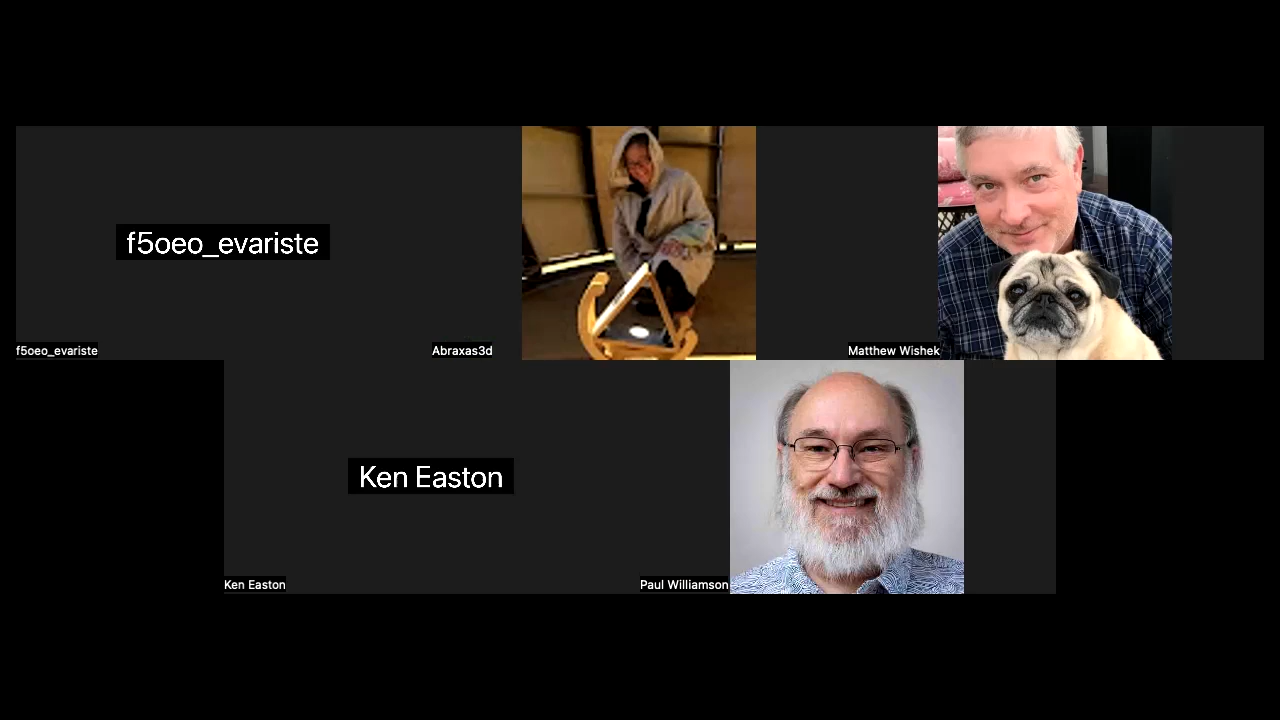 f5oeo_evariste
f5oeo_evariste
Abraxas3d
Matthew Wishek
Ken Easton
Ken Easton
Paul Williamson